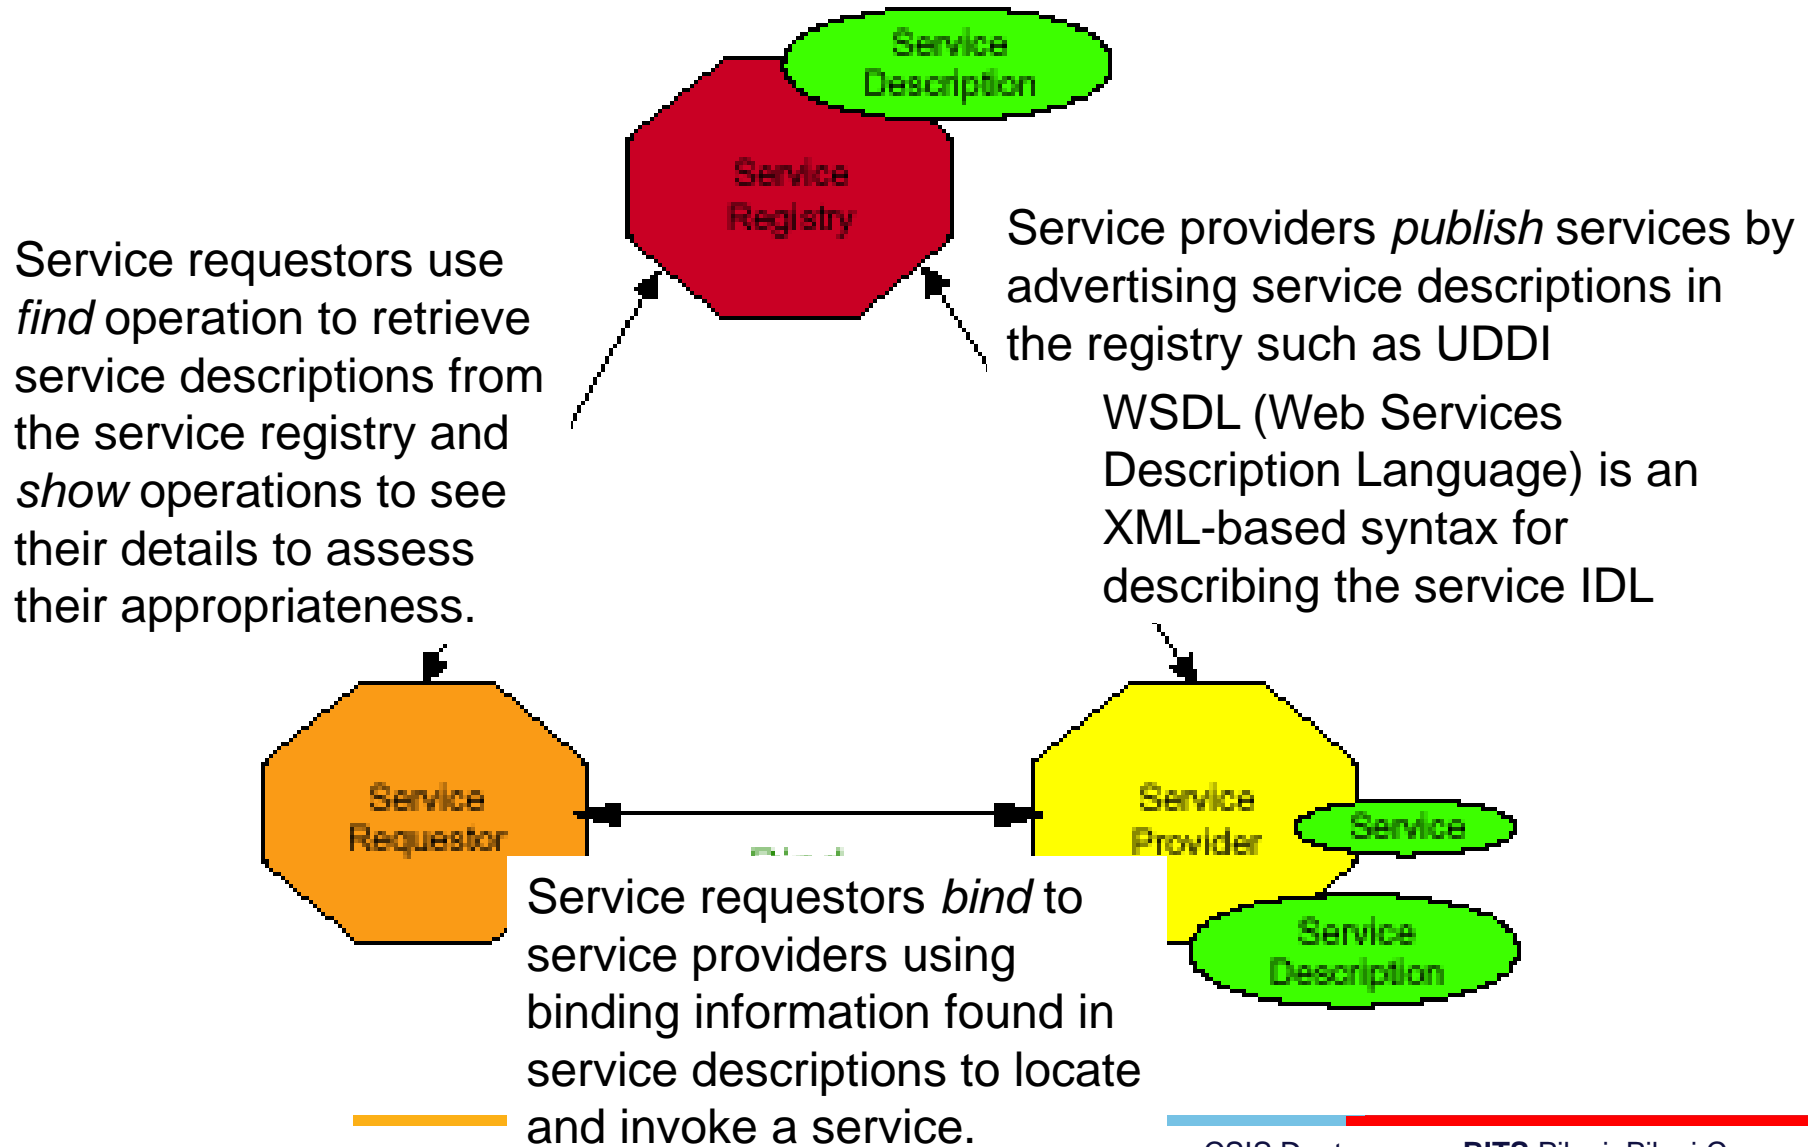 Service
Description
Service
Registry
Service requestors use
find operation to retrieve
service descriptions from
the service registry and
show operations to see
their details to assess
their appropriateness.
Service providers publish services by
advertising service descriptions in
the registry such as UDDI
WSDL (Web Services
Description Language) is an
XML-based syntax for
describing the service IDL
Service
Requestor
Service
Provider
Service
Service
Description
Service requestors bind to
service providers using
binding information found in
service descriptions to locate
and invoke a service.
BITS